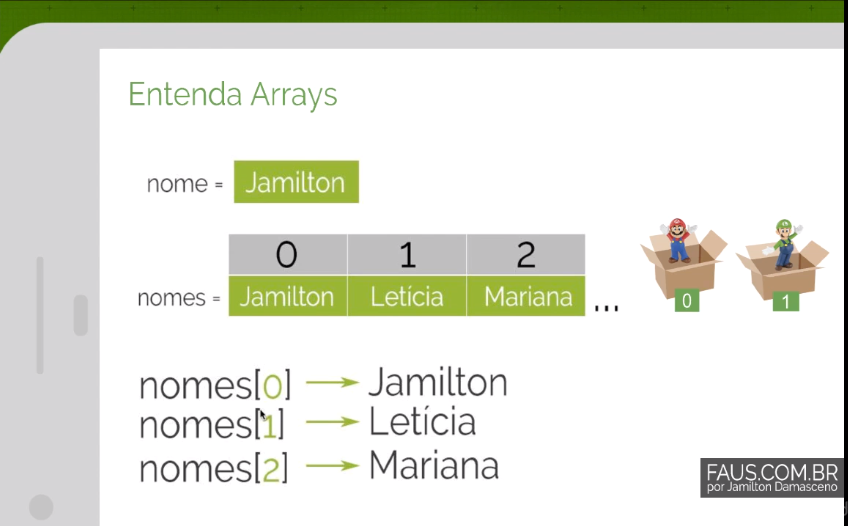 Entenda Arrays
nome = Jamilton
0 1 2
nomes = Jamilton Letícia Mariana ...
0 1
nomes[0] → Jamilton
nomes[1] → Letícia
nomes[2] → Mariana
FAUS.COM.BR
por Jamilton Damasceno